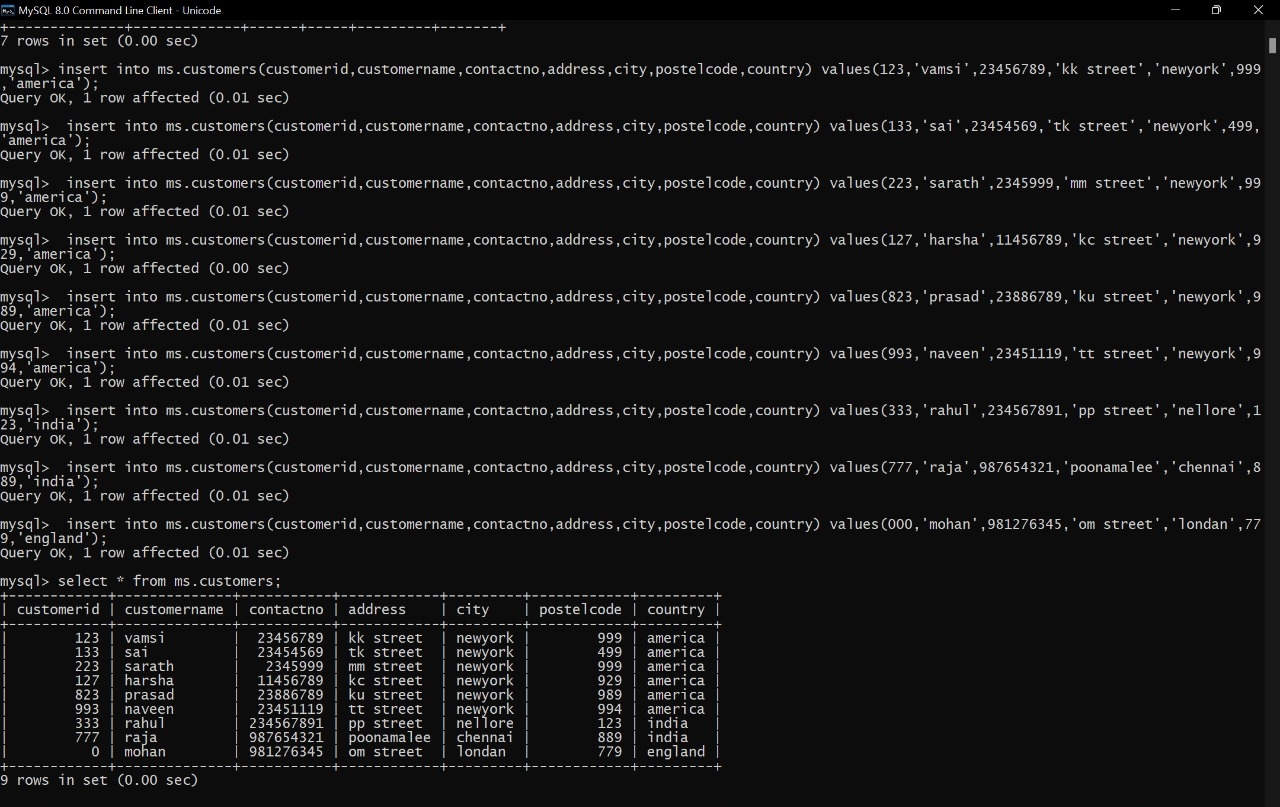 MySQL 8.0 Command Line Client - Unicode
+------------+--------------+------+-----+---------+-------+
7 rows in set (0.00 sec)
mysql> insert into ms.customers(customerid,customername,contactno,address,city,postelcode,country) values(123,'vamsi',23456789,'kk street','newyork',999
,'america');
Query OK, 1 row affected (0.01 sec)
mysql>  insert into ms.customers(customerid,customername,contactno,address,city,postelcode,country) values(133,'sai',23454569,'tk street','newyork',499,
'america');
Query OK, 1 row affected (0.01 sec)
mysql>  insert into ms.customers(customerid,customername,contactno,address,city,postelcode,country) values(223,'sarath',2345999,'mm street','newyork',99
9,'america');
Query OK, 1 row affected (0.01 sec)
mysql>  insert into ms.customers(customerid,customername,contactno,address,city,postelcode,country) values(127,'harsha',11456789,'kc street','newyork',9
29,'america');
Query OK, 1 row affected (0.00 sec)
mysql>  insert into ms.customers(customerid,customername,contactno,address,city,postelcode,country) values(823,'prasad',23886789,'ku street','newyork',9
89,'america');
Query OK, 1 row affected (0.01 sec)
mysql>  insert into ms.customers(customerid,customername,contactno,address,city,postelcode,country) values(993,'naveen',23451119,'tt street','newyork',9
94,'america');
Query OK, 1 row affected (0.01 sec)
mysql>  insert into ms.customers(customerid,customername,contactno,address,city,postelcode,country) values(333,'rahul',234567891,'pp street','nellore',1
23,'india');
Query OK, 1 row affected (0.01 sec)
mysql>  insert into ms.customers(customerid,customername,contactno,address,city,postelcode,country) values(777,'raja',987654321,'poonamalee','chennai',8
89,'india');
Query OK, 1 row affected (0.01 sec)
mysql>  insert into ms.customers(customerid,customername,contactno,address,city,postelcode,country) values(000,'mohan',981276345,'om street','londan',77
9,'england');
Query OK, 1 row affected (0.01 sec)
mysql> select * from ms.customers;
+------------+--------------+-----------+------------+---------+------------+---------+
| customerid | customername | contactno | address    | city    | postelcode | country |
+------------+--------------+-----------+------------+---------+------------+---------+
|        123 | vamsi        |  23456789 | kk street  | newyork |        999 | america |
|        133 | sai          |  23454569 | tk street  | newyork |        499 | america |
|        223 | sarath       |   2345999 | mm street  | newyork |        999 | america |
|        127 | harsha       |  11456789 | kc street  | newyork |        929 | america |
|        823 | prasad       |  23886789 | ku street  | newyork |        989 | america |
|        993 | naveen       |  23451119 | tt street  | newyork |        994 | america |
|        333 | rahul        | 234567891 | pp street  | nellore |        123 | india   |
|        777 | raja         | 987654321 | poonamalee | chennai |        889 | india   |
|          0 | mohan        | 981276345 | om street  | londan  |        779 | england |
+------------+--------------+-----------+------------+---------+------------+---------+
9 rows in set (0.00 sec)